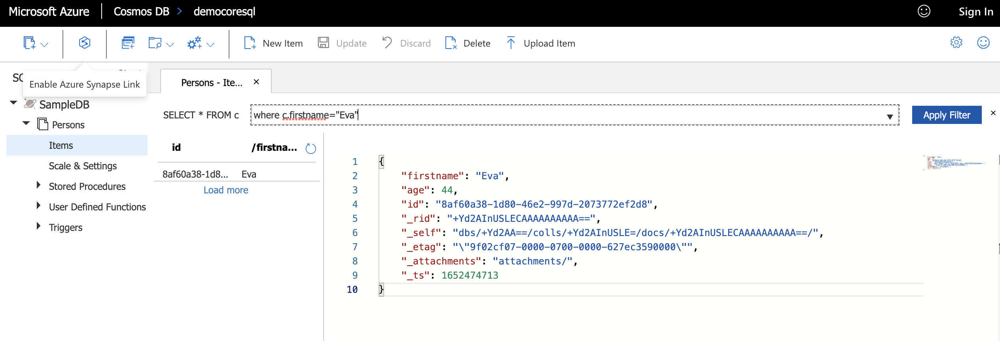 Microsoft Azure Cosmos DB > democoresql Sign In
New Item Update Discard Delete Upload Item
Enable Azure Synapse Link
SampleDB
Persons
Items
Scale & Settings
Stored Procedures
User Defined Functions
Triggers
Persons - Ite... ×
SELECT * FROM c where c.firstname="Eva" Apply Filter ×
id /firstna...
8af60a38-1d8... Eva
Load more
1 {
2 "firstname": "Eva",
3 "age": 44,
4 "id": "8af60a38-1d80-46e2-997d-2073772ef2d8",
5 "_rid": "+Yd2AInUSLECAAAAAAAAAA==",
6 "_self": "dbs/+Yd2AA==/colls/+Yd2AInUSLE=/docs/+Yd2AInUSLECAAAAAAAAAA==/",
7 "_etag": "\"9f02cf07-0000-0700-0000-627ec3590000\"",
8 "_attachments": "attachments/",
9 "_ts": 1652474713
10 }